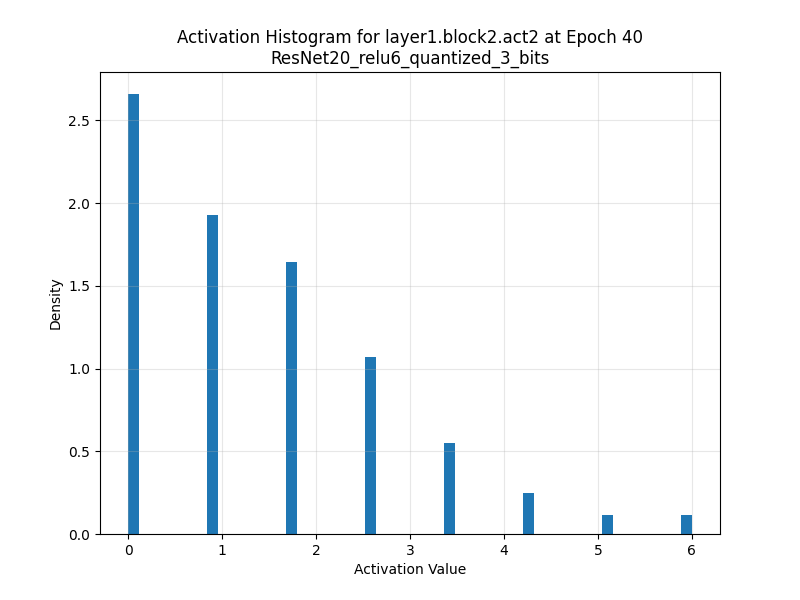 Activation Histogram for layer1.block2.act2 at Epoch 40
ResNet20_relu6_quantized_3_bits
2.5
2.0
1.5
1.0
0.5
0.0
Density
0 1 2 3 4 5 6
Activation Value